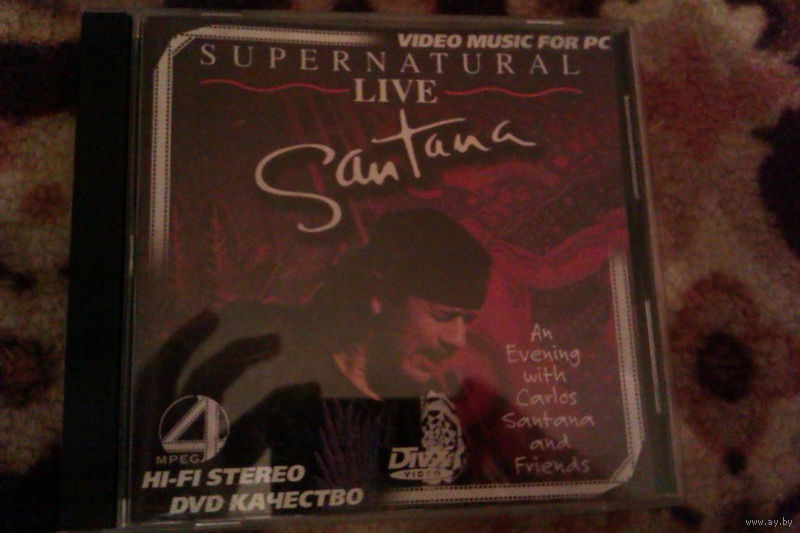 VIDEO MUSIC FOR PC
SUPERNATURAL
LIVE
Santana
An
Evening
with
Carlos
Santana
and
Friends
4
MPEG
DivX
VIDEO
HI-FI STEREO
DVD КАЧЕСТВО
www.ay.by